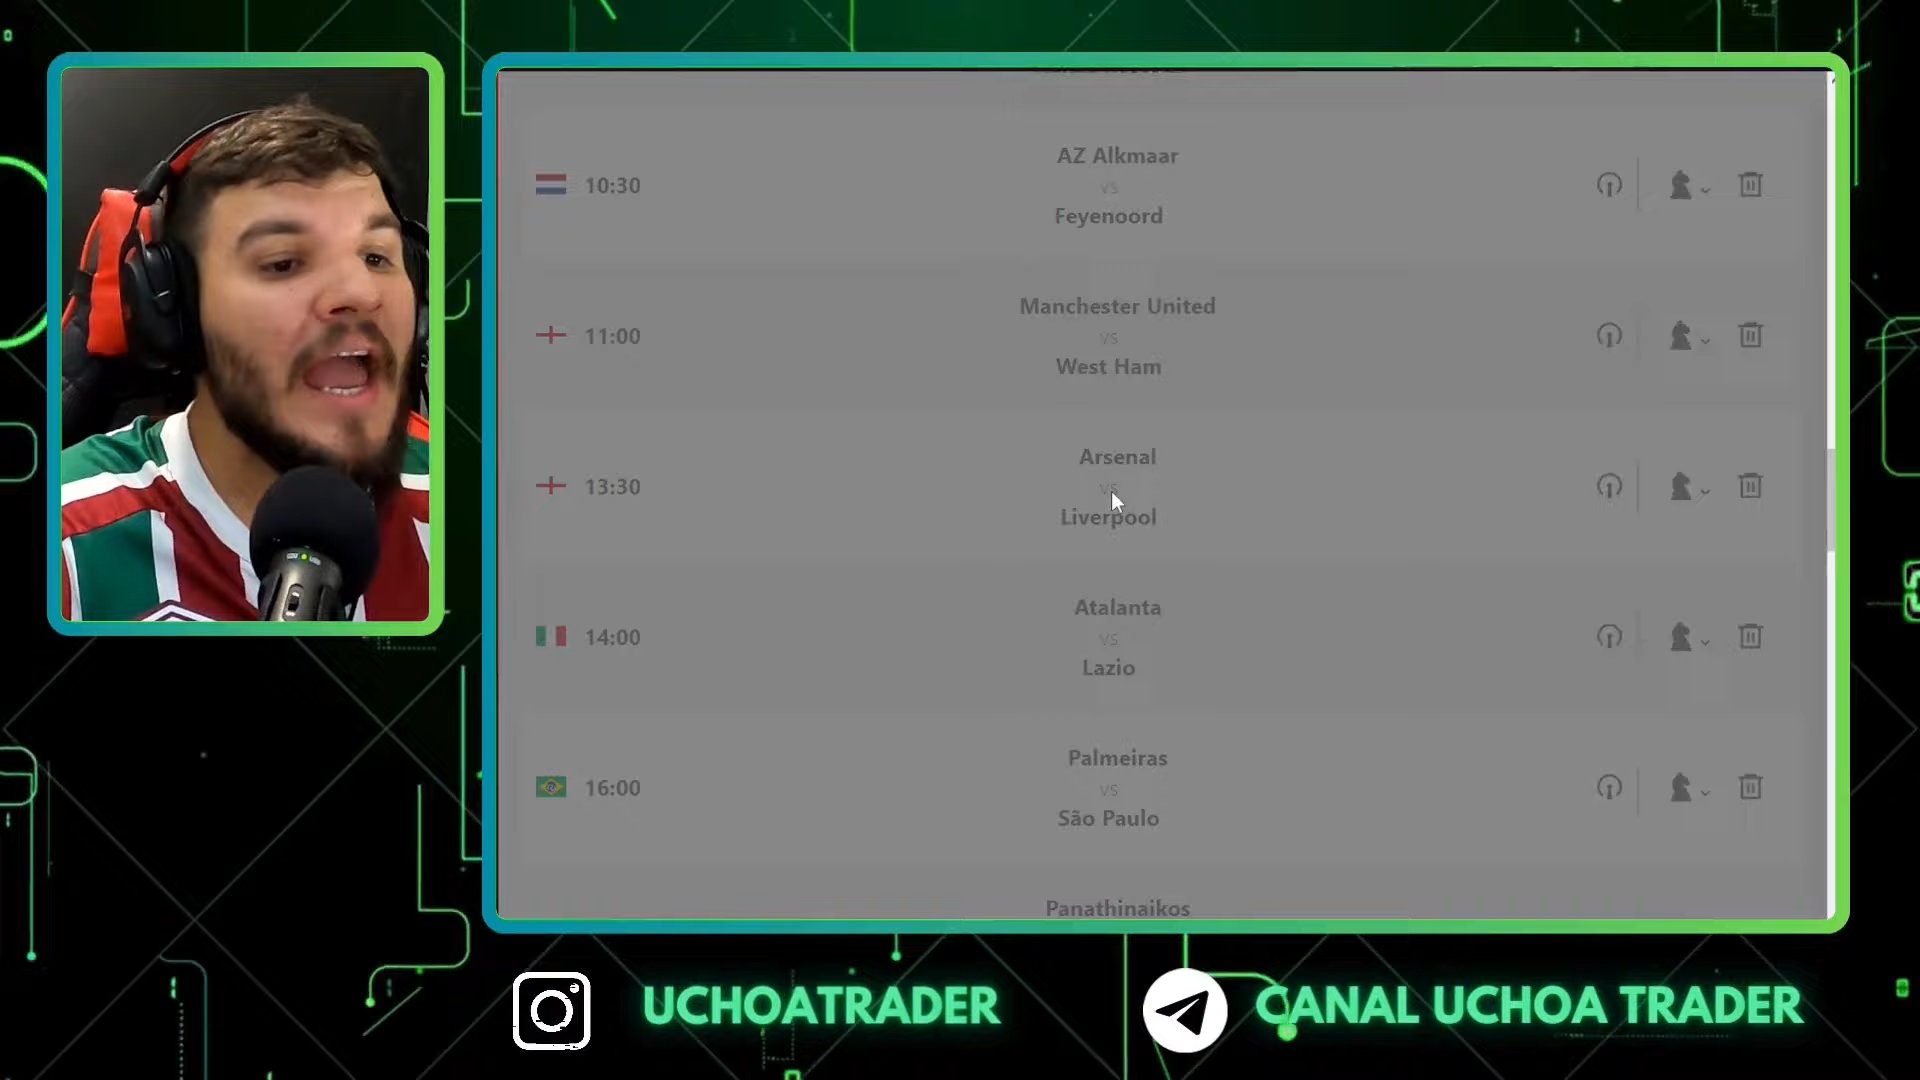 AZ Alkmaar
10:30
vs
Feyenoord
Manchester United
11:00
vs
West Ham
Arsenal
13:30
vs
Liverpool
Atalanta
14:00
vs
Lazio
Palmeiras
16:00
vs
São Paulo
Panathinaikos
UCHOATRADER
CANAL UCHOA TRADER